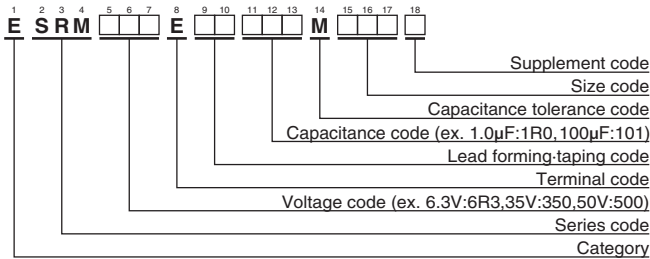 1 2 3 4 5 6 7 8 9 10 11 12 13 14 15 16 17 18
E S R M □ □ □ E □ □ □ □ □ M □ □ □ □
Supplement code
Size code
Capacitance tolerance code
Capacitance code (ex. 1.0μF:1R0,100μF:101)
Lead forming·taping code
Terminal code
Voltage code (ex. 6.3V:6R3,35V:350,50V:500)
Series code
Category